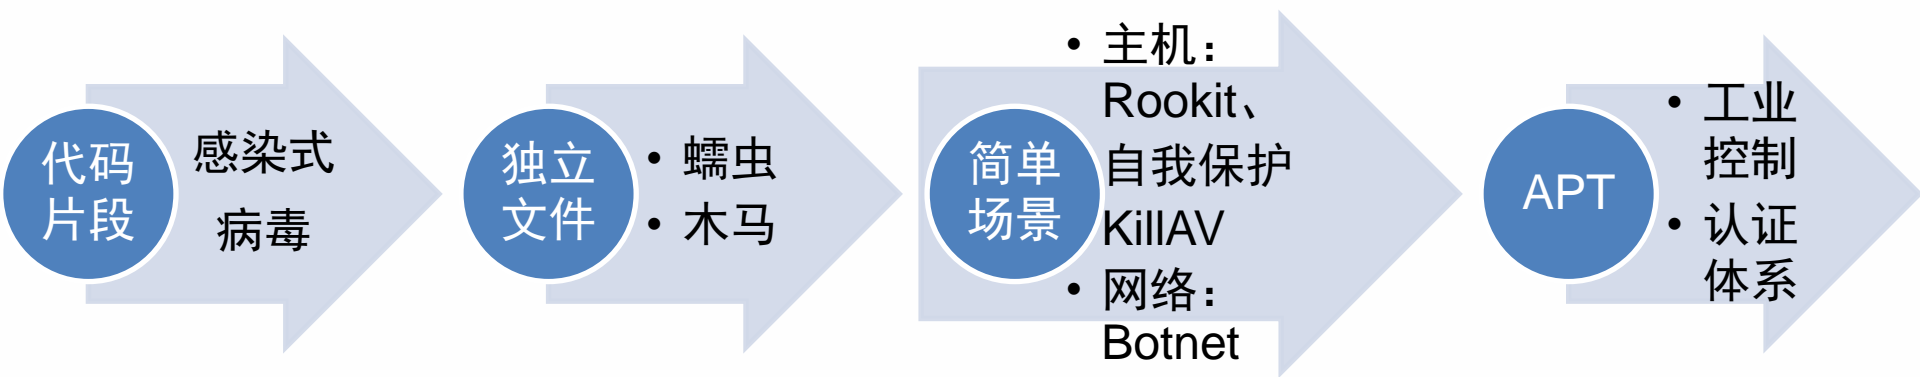 代码
片段
感染式
病毒
独立
文件
• 蠕虫
• 木马
简单
场景
• 主机：
Rookit、
自我保护
KillAV
• 网络：
Botnet
APT
• 工业
控制
• 认证
体系